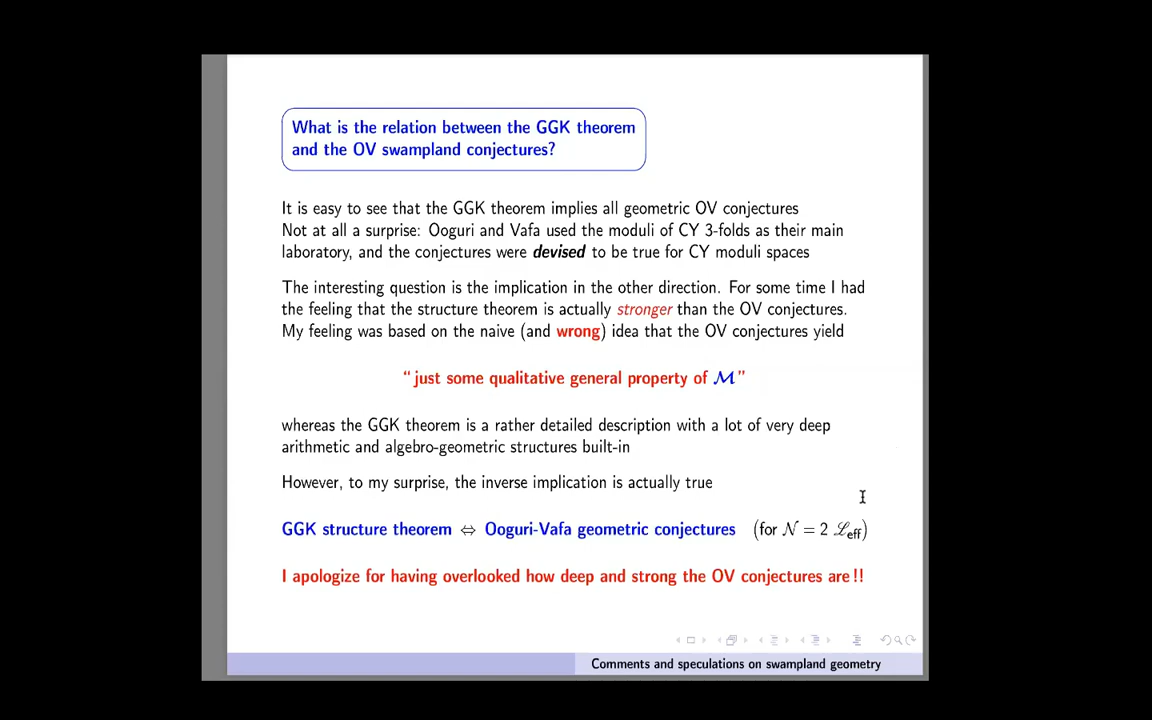 What is the relation between the GGK theorem
and the OV swampland conjectures?
It is easy to see that the GGK theorem implies all geometric OV conjectures
Not at all a surprise: Ooguri and Vafa used the moduli of CY 3-folds as their main
laboratory, and the conjectures were devised to be true for CY moduli spaces
The interesting question is the implication in the other direction. For some time I had
the feeling that the structure theorem is actually stronger than the OV conjectures.
My feeling was based on the naive (and wrong) idea that the OV conjectures yield
“just some qualitative general property of ℳ”
whereas the GGK theorem is a rather detailed description with a lot of very deep
arithmetic and algebro-geometric structures built-in
However, to my surprise, the inverse implication is actually true
GGK structure theorem ⇔ Ooguri-Vafa geometric conjectures (for 𝒩 = 2 ℒeff)
I apologize for having overlooked how deep and strong the OV conjectures are!!
Comments and speculations on swampland geometry